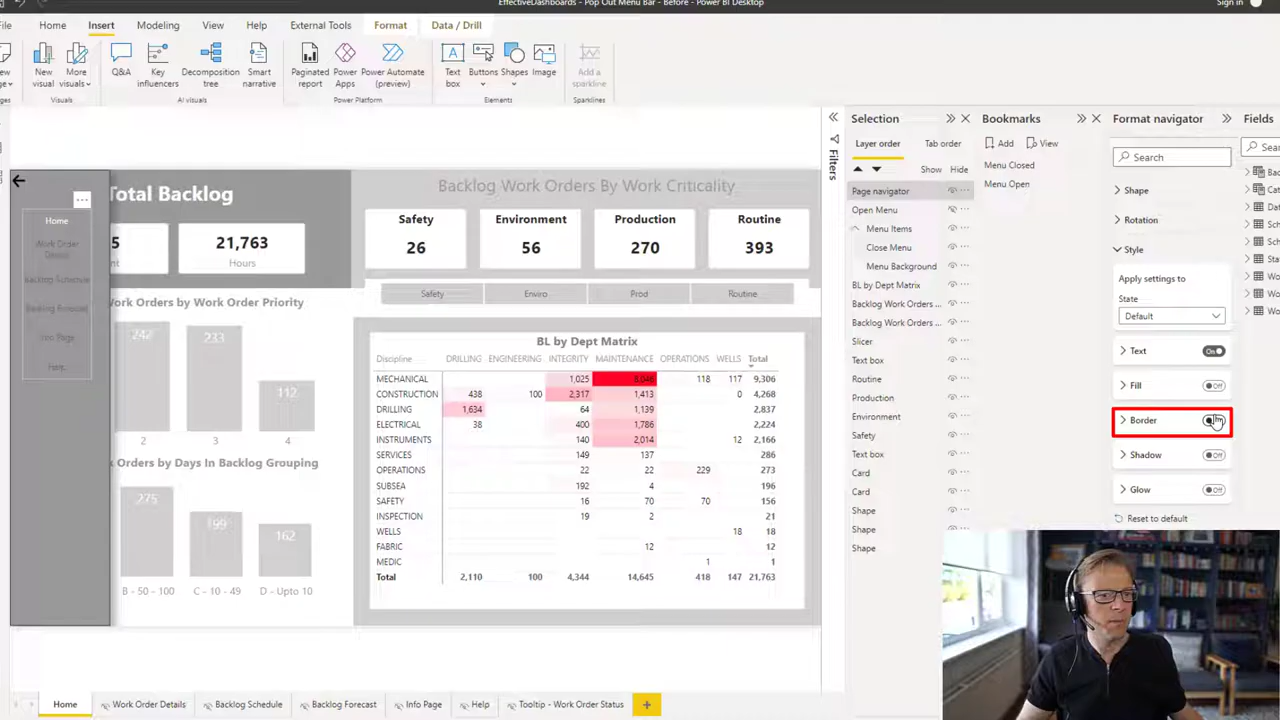 EffectiveDashboards - Pop Out Menu Bar - Before - Power BI Desktop
Sign in
File Home Insert Modeling View Help External Tools Format Data / Drill
New visual
More visuals
Q&A
Key influencers
Decomposition tree
Smart narrative
Paginated report
Power Apps
Power Automate (preview)
Text box
Buttons
Shapes
Image
Add a sparkline
Visuals
AI visuals
Power Platform
Elements
Sparklines
Total Backlog
21,763
Hours
Home
Backlog Schedule
Info Page
Work Orders by Work Order Priority
242
233
112
2 3 4
Orders by Days In Backlog Grouping
275
199
162
B - 50 - 100 C - 10 - 49 D - Upto 10
Backlog Work Orders By Work Criticality
Safety Environment Production Routine
26 56 270 393
Safety Enviro Prod Routine
BL by Dept Matrix
Discipline DRILLING ENGINEERING INTEGRITY MAINTENANCE OPERATIONS WELLS Total
MECHANICAL 1,025 118 117 9,306
CONSTRUCTION 438 100 2,317 1,413 0 4,268
DRILLING 1,634 64 1,139 2,837
ELECTRICAL 38 400 1,786 2,224
INSTRUMENTS 140 2,014 12 2,166
SERVICES 149 137 286
OPERATIONS 22 22 229 273
SUBSEA 192 4 196
SAFETY 16 70 70 156
INSPECTION 19 2 21
WELLS 18 18
FABRIC 12 12
MEDIC 1 1
Total 2,110 100 4,344 14,645 418 147 21,763
Filters
Selection
Layer order Tab order
Show Hide
Page navigator
Open Menu
Menu Items
Close Menu
Menu Background
BL by Dept Matrix
Backlog Work Orders ...
Backlog Work Orders ...
Slicer
Text box
Routine
Production
Environment
Safety
Text box
Card
Card
Shape
Shape
Shape
Bookmarks
Add View
Menu Closed
Menu Open
Format navigator
Search
Shape
Rotation
Style
Apply settings to
State
Default
Text On
Fill Off
Border
Shadow Off
Glow Off
Reset to default
Fields
Home Work Order Details Backlog Schedule Backlog Forecast Info Page Help Tooltip - Work Order Status +